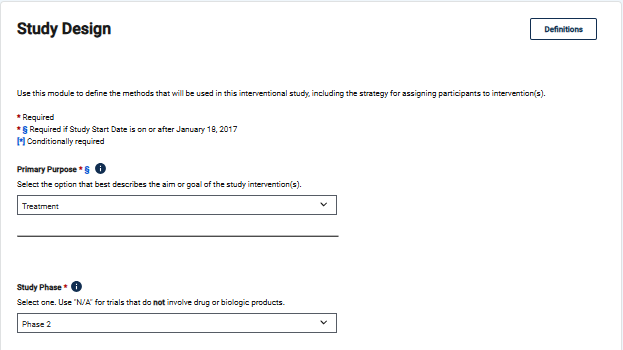 Study Design
Definitions
Use this module to define the methods that will be used in this interventional study, including the strategy for assigning participants to intervention(s).
* Required
* § Required if Study Start Date is on or after January 18, 2017
[*] Conditionally required
Primary Purpose * § i
Select the option that best describes the aim or goal of the study intervention(s).
Treatment
Study Phase * i
Select one. Use "N/A" for trials that do not involve drug or biologic products.
Phase 2